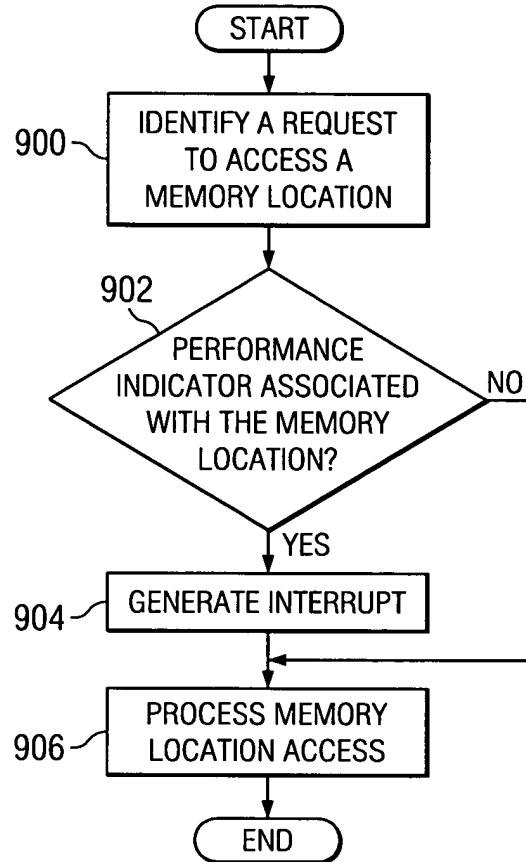 START
900
IDENTIFY A REQUEST
TO ACCESS A
MEMORY LOCATION
902
PERFORMANCE
INDICATOR ASSOCIATED
WITH THE MEMORY
LOCATION?
NO
YES
904
GENERATE INTERRUPT
906
PROCESS MEMORY
LOCATION ACCESS
END